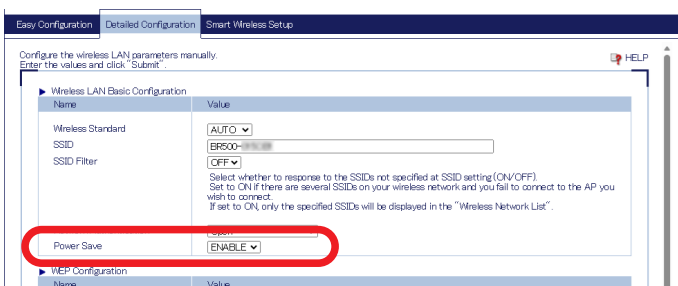 Easy Configuration Detailed Configuration Smart Wireless Setup
Configure the wireless LAN parameters manually.
Enter the values and click "Submit".
HELP
Wireless LAN Basic Configuration
Name Value
Wireless Standard AUTO
SSID BR500-
SSID Filter OFF
Select whether to response to the SSIDs not specified at SSID setting(ON/OFF).
Set to ON if there are several SSIDs on your wireless network and you fail to connect to the AP you
wish to connect.
If set to ON, only the specified SSIDs will be displayed in the "Wireless Network List".
Power Save ENABLE
WEP Configuration
Name Value